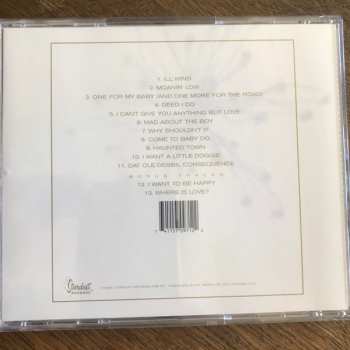 1. ILL WIND
2. MOANIN' LOW
3. ONE FOR MY BABY (AND ONE MORE FOR THE ROAD)
4. DEED I DO
5. I CAN'T GIVE YOU ANYTHING BUT LOVE
6. MAD ABOUT THE BOY
7. WHY SHOULDN'T I?
8. COME TO BABY DO
9. HAUNTED TOWN
10. I WANT A LITTLE DOGGIE
11. DAT OLE DEBBIL CONSEQUENCE
BONUS TRACKS
12. I WANT TO BE HAPPY
13. WHERE IS LOVE?
Stardust
RECORDS